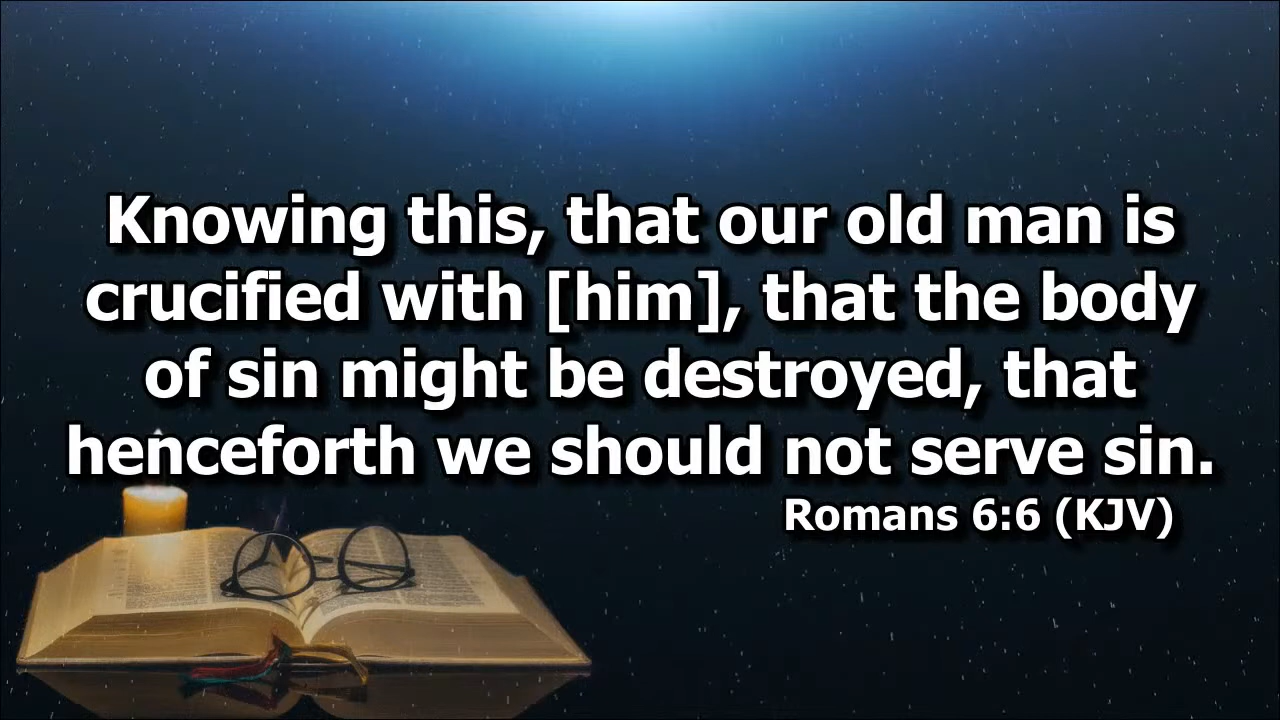 Knowing this, that our old man is
crucified with [him], that the body
of sin might be destroyed, that
henceforth we should not serve sin.
Romans 6:6 (KJV)